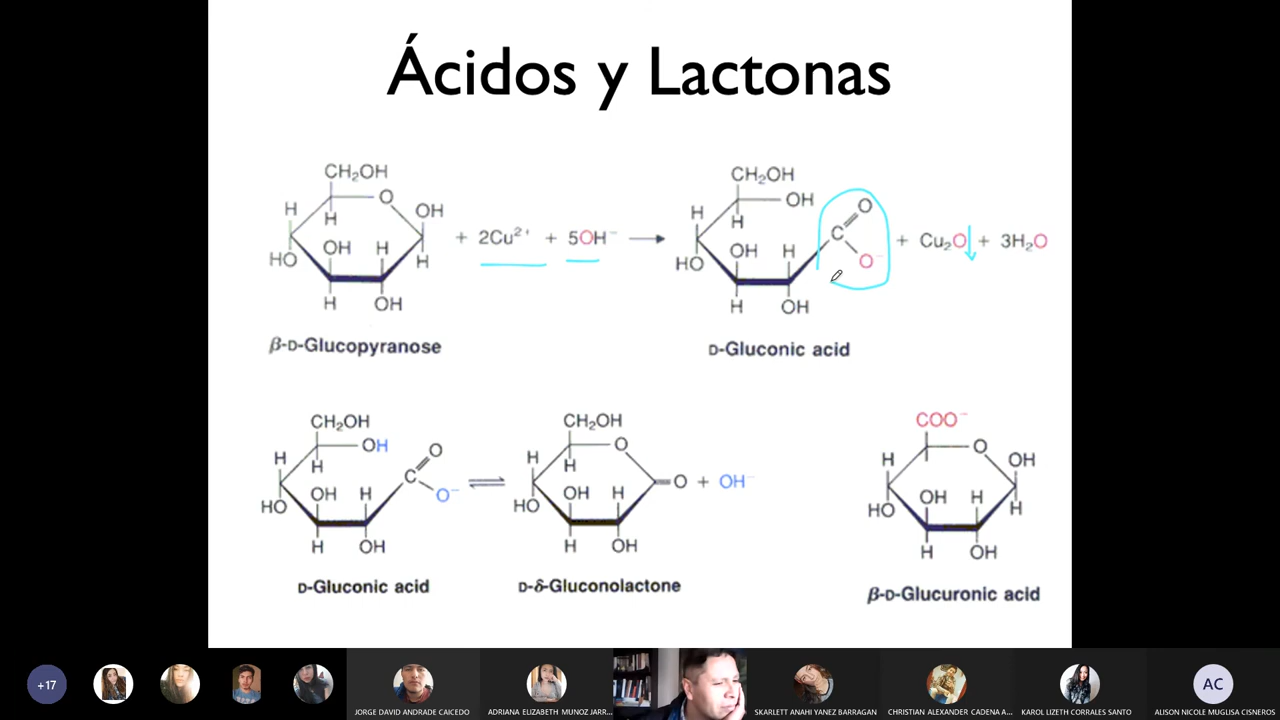 Ácidos y Lactonas
CH₂OH
O
H
OH
H
OH
H
HO
H
H
OH
+ 2Cu²⁺ + 5OH⁻ →
CH₂OH
OH
O
H
H
C
OH
H
O⁻
HO
H
OH
+ Cu₂O↓ + 3H₂O
β-D-Glucopyranose
D-Gluconic acid
CH₂OH
OH
O
H
H
C
OH
H
O⁻
HO
H
OH
⇌
CH₂OH
O
H
H
OH
H
HO
H
OH
O + OH⁻
COO⁻
O
H
OH
OH
H
H
HO
H
OH
D-Gluconic acid
D-δ-Gluconolactone
β-D-Glucuronic acid
+17
JORGE DAVID ANDRADE CAICEDO
ADRIANA ELIZABETH MUNOZ JARR...
SKARLETT ANAHI YANEZ BARRAGAN
CHRISTIAN ALEXANDER CADENA A...
KAROL LIZETH CORRALES SANTO
AC
ALISON NICOLE MUGLISA CISNEROS